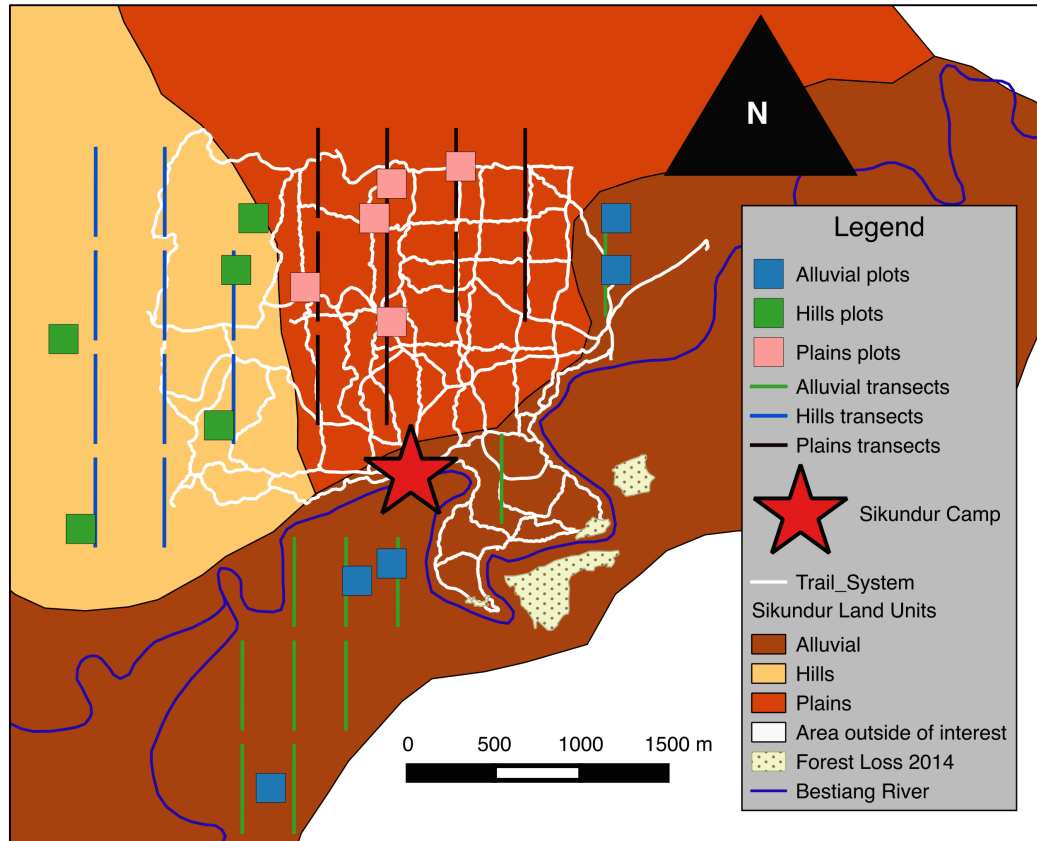 N
Legend
Alluvial plots
Hills plots
Plains plots
Alluvial transects
Hills transects
Plains transects
Sikundur Camp
Trail_System
Sikundur Land Units
Alluvial
Hills
Plains
Area outside of interest
Forest Loss 2014
Bestiang River
0 500 1000 1500 m